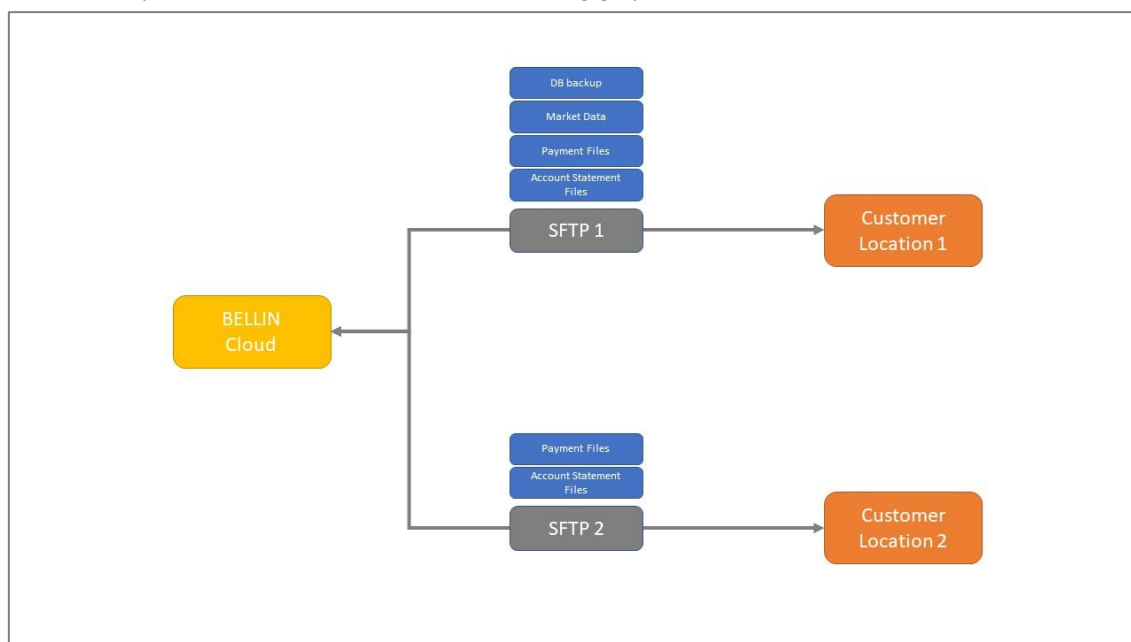 DB backup
Market Data
Payment Files
Account Statement
Files
SFTP 1
Customer
Location 1
BELLIN
Cloud
Payment Files
Account Statement
Files
SFTP 2
Customer
Location 2